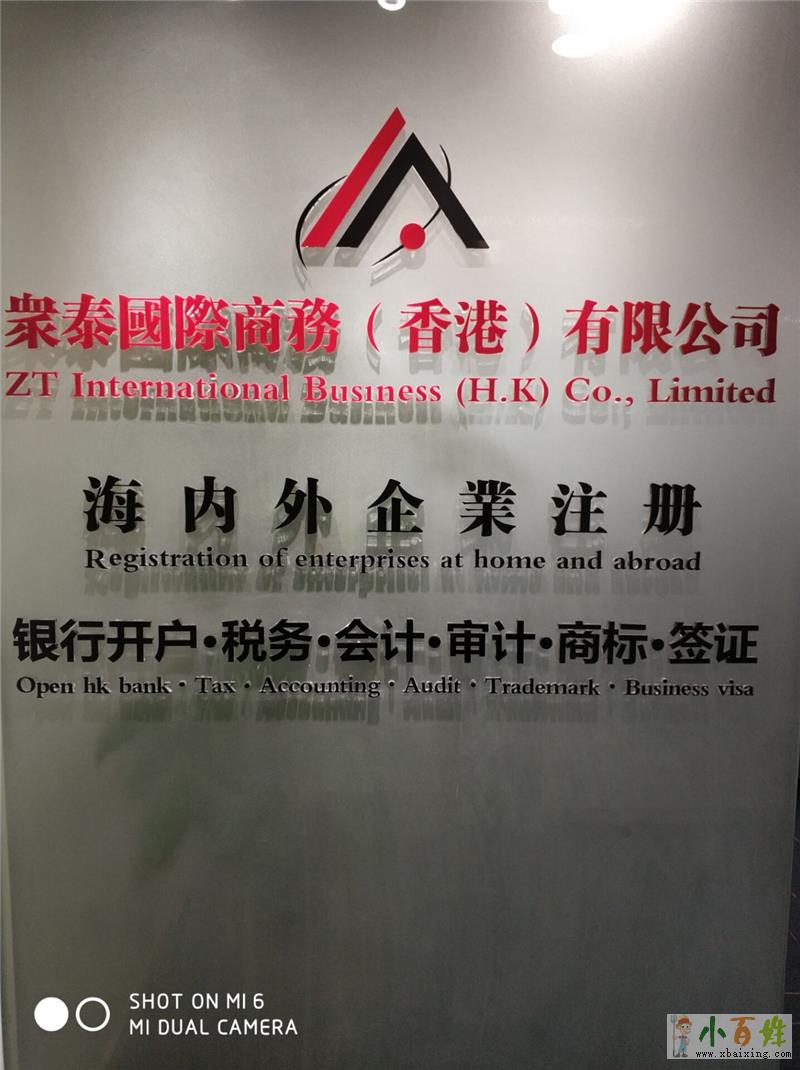 衆泰國際商務（香港）有限公司
ZT International Business (H.K) Co., Limited
海内外企業注册
Registration of enterprises at home and abroad
银行开户·税务·会计·审计·商标·签证
Open hk bank · Tax · Accounting · Audit · Trademark · Business visa
SHOT ON MI 6
MI DUAL CAMERA
小百姓
www.xbaixing.com